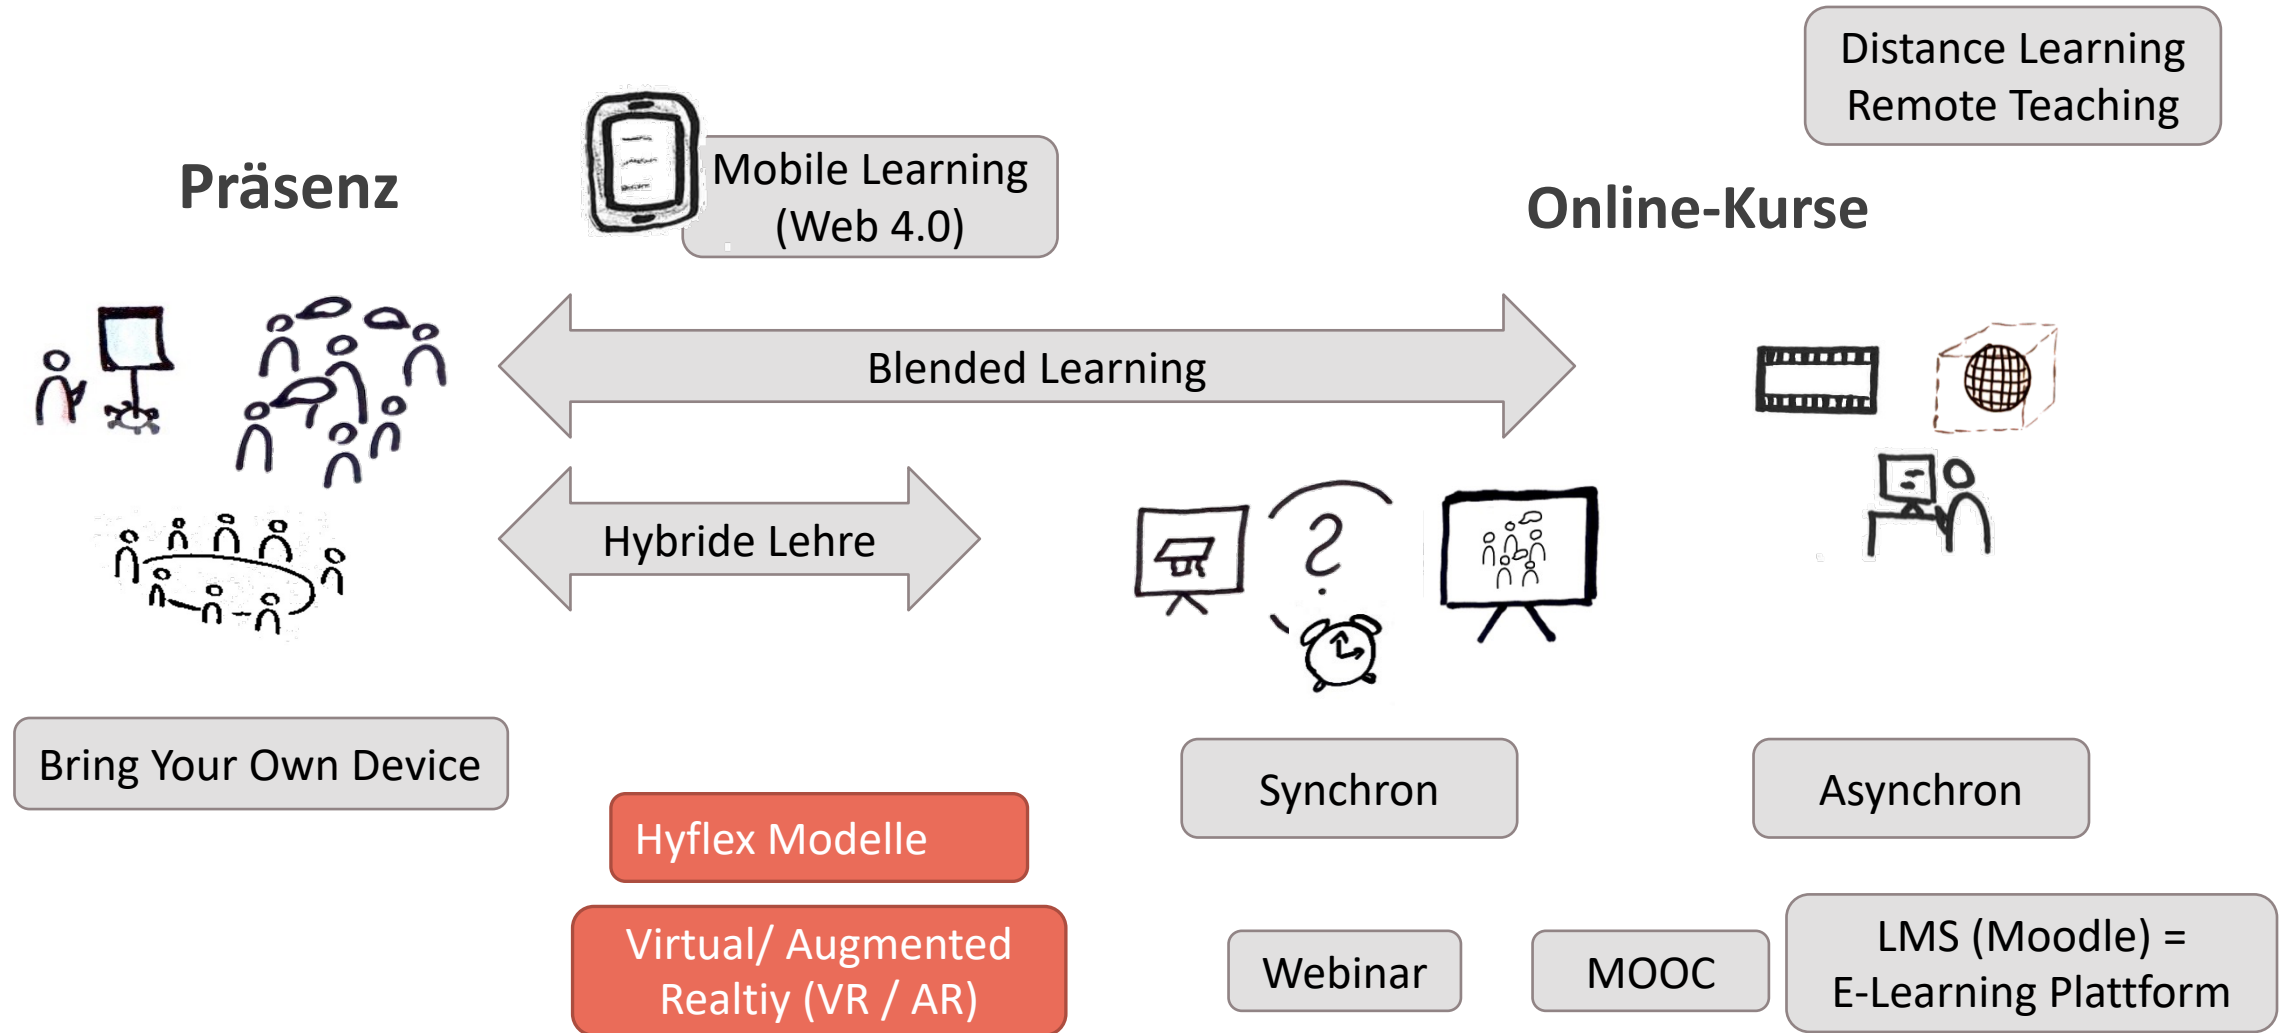 Distance Learning
Remote Teaching
Mobile Learning
(Web 4.0)
Präsenz
Online-Kurse
Blended Learning
Hybride Lehre
?
Bring Your Own Device
Synchron
Asynchron
Hyflex Modelle
Virtual/ Augmented
Realtiy (VR / AR)
Webinar
MOOC
LMS (Moodle) =
E-Learning Plattform